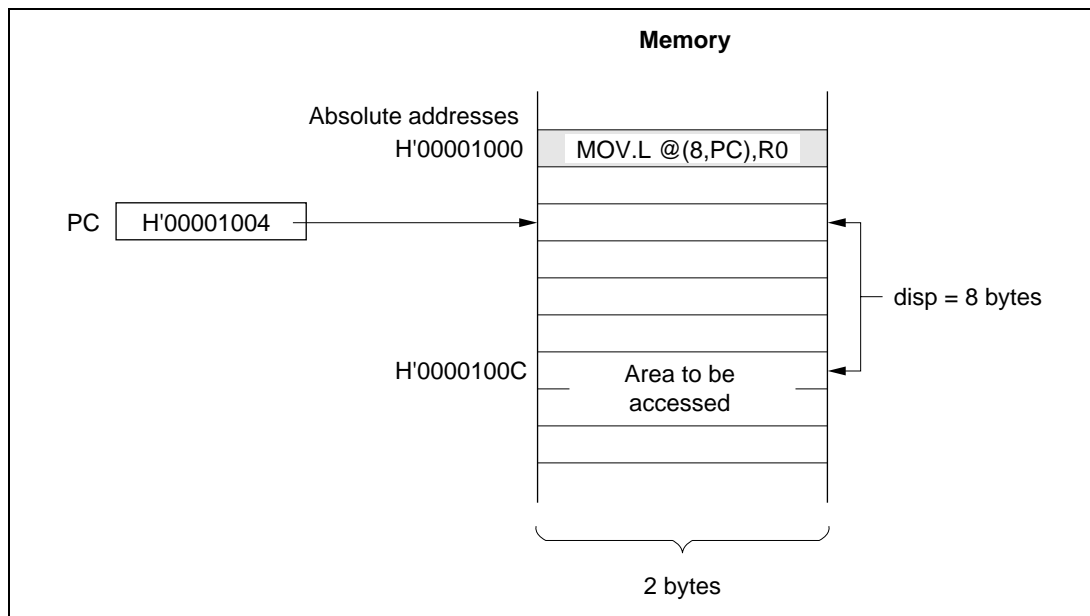 Memory
Absolute addresses
H'00001000
MOV.L @(8,PC),R0
PC
H'00001004
disp = 8 bytes
H'0000100C
Area to be
accessed
2 bytes